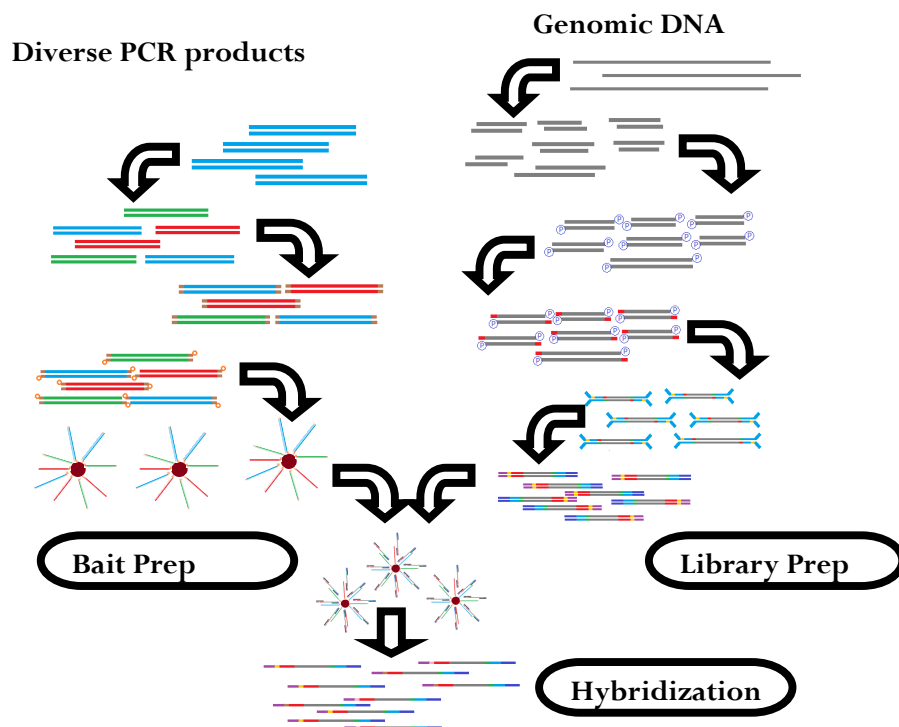 Diverse PCR products
Genomic DNA
P P P P P P
P P P P P P
P P
P P P P P P
P P P P P P
P P
Bait Prep
Library Prep
Hybridization